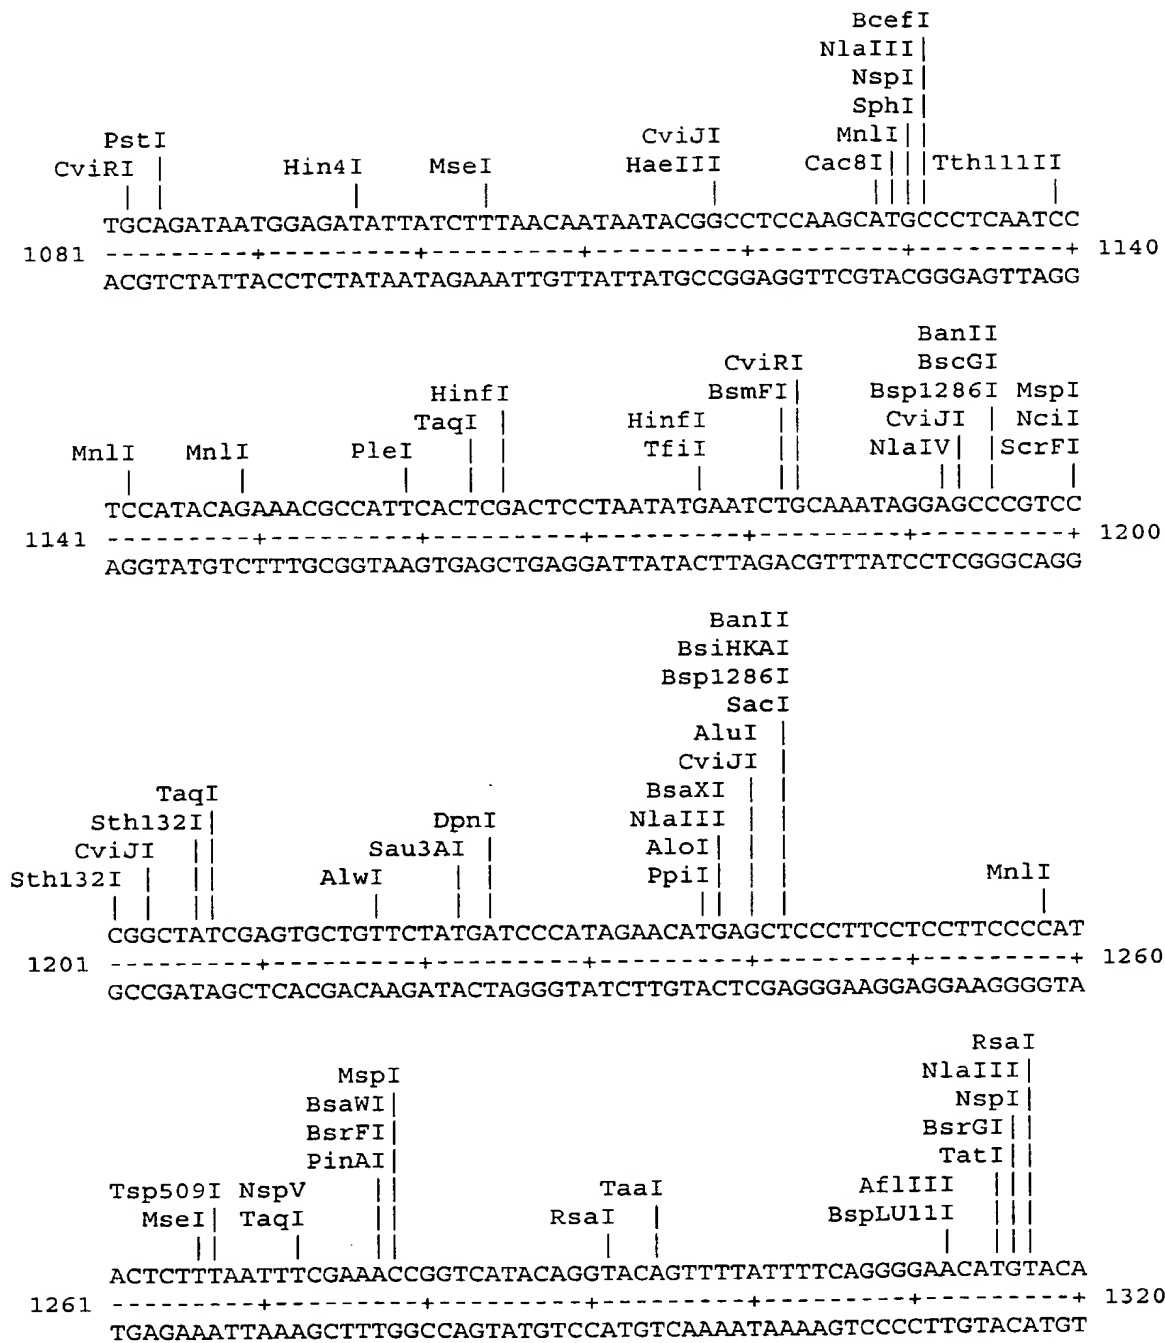 BcefI
NlaIII
NspI
SphI
PstI CviJI MnlI
CviRI Hin4I MseI HaeIII Cac8I Tth111II
TGCAGATAATGGAGATATTATCTTTAACAATAATACGGCCTCCAAGCATGCCCTCAATCC
1081 ---------+---------+---------+---------+---------+---------+ 1140
ACGTCTATTACCTCTATAATAGAAATTGTTATTATGCCGGAGGTTCGTACGGGAGTTAGG
BanII
CviRI BscGI
HinfI BsmFI Bsp1286I MspI
TaqI HinfI CviJI NciI
MnlI MnlI PleI TfiI NlaIV ScrFI
TCCATACAGAAACGCCATTCACTCGACTCCTAATATGAATCTGCAAATAGGAGCCCGTCC
1141 ---------+---------+---------+---------+---------+---------+ 1200
AGGTATGTCTTTGCGGTAAGTGAGCTGAGGATTATACTTAGACGTTTATCCTCGGGCAGG
BanII
BsiHKAI
Bsp1286I
SacI
AluI
CviJI
TaqI BsaXI
Sth132I DpnI NlaIII
CviJI Sau3AI AloI
Sth132I AlwI PpiI MnlI
CGGCTATCGAGTGCTGTTCTATGATCCCATAGAACATGAGCTCCCTTCCTCCTTCCCCAT
1201 ---------+---------+---------+---------+---------+---------+ 1260
GCCGATAGCTCACGACAAGATACTAGGGTATCTTGTACTCGAGGGAAGGAGGAAGGGGTA
RsaI
MspI NlaIII
BsaWI NspI
BsrFI BsrGI
PinAI TatI
Tsp509I NspV TaaI AflIII
MseI TaqI RsaI BspLU11I
ACTCTTTAATTTCGAAACCGGTCATACAGGTACAGTTTTATTTTCAGGGGAACATGTACA
1261 ---------+---------+---------+---------+---------+---------+ 1320
TGAGAAATTAAAGCTTTGGCCAGTATGTCCATGTCAAAATAAAAGTCCCCTTGTACATGT